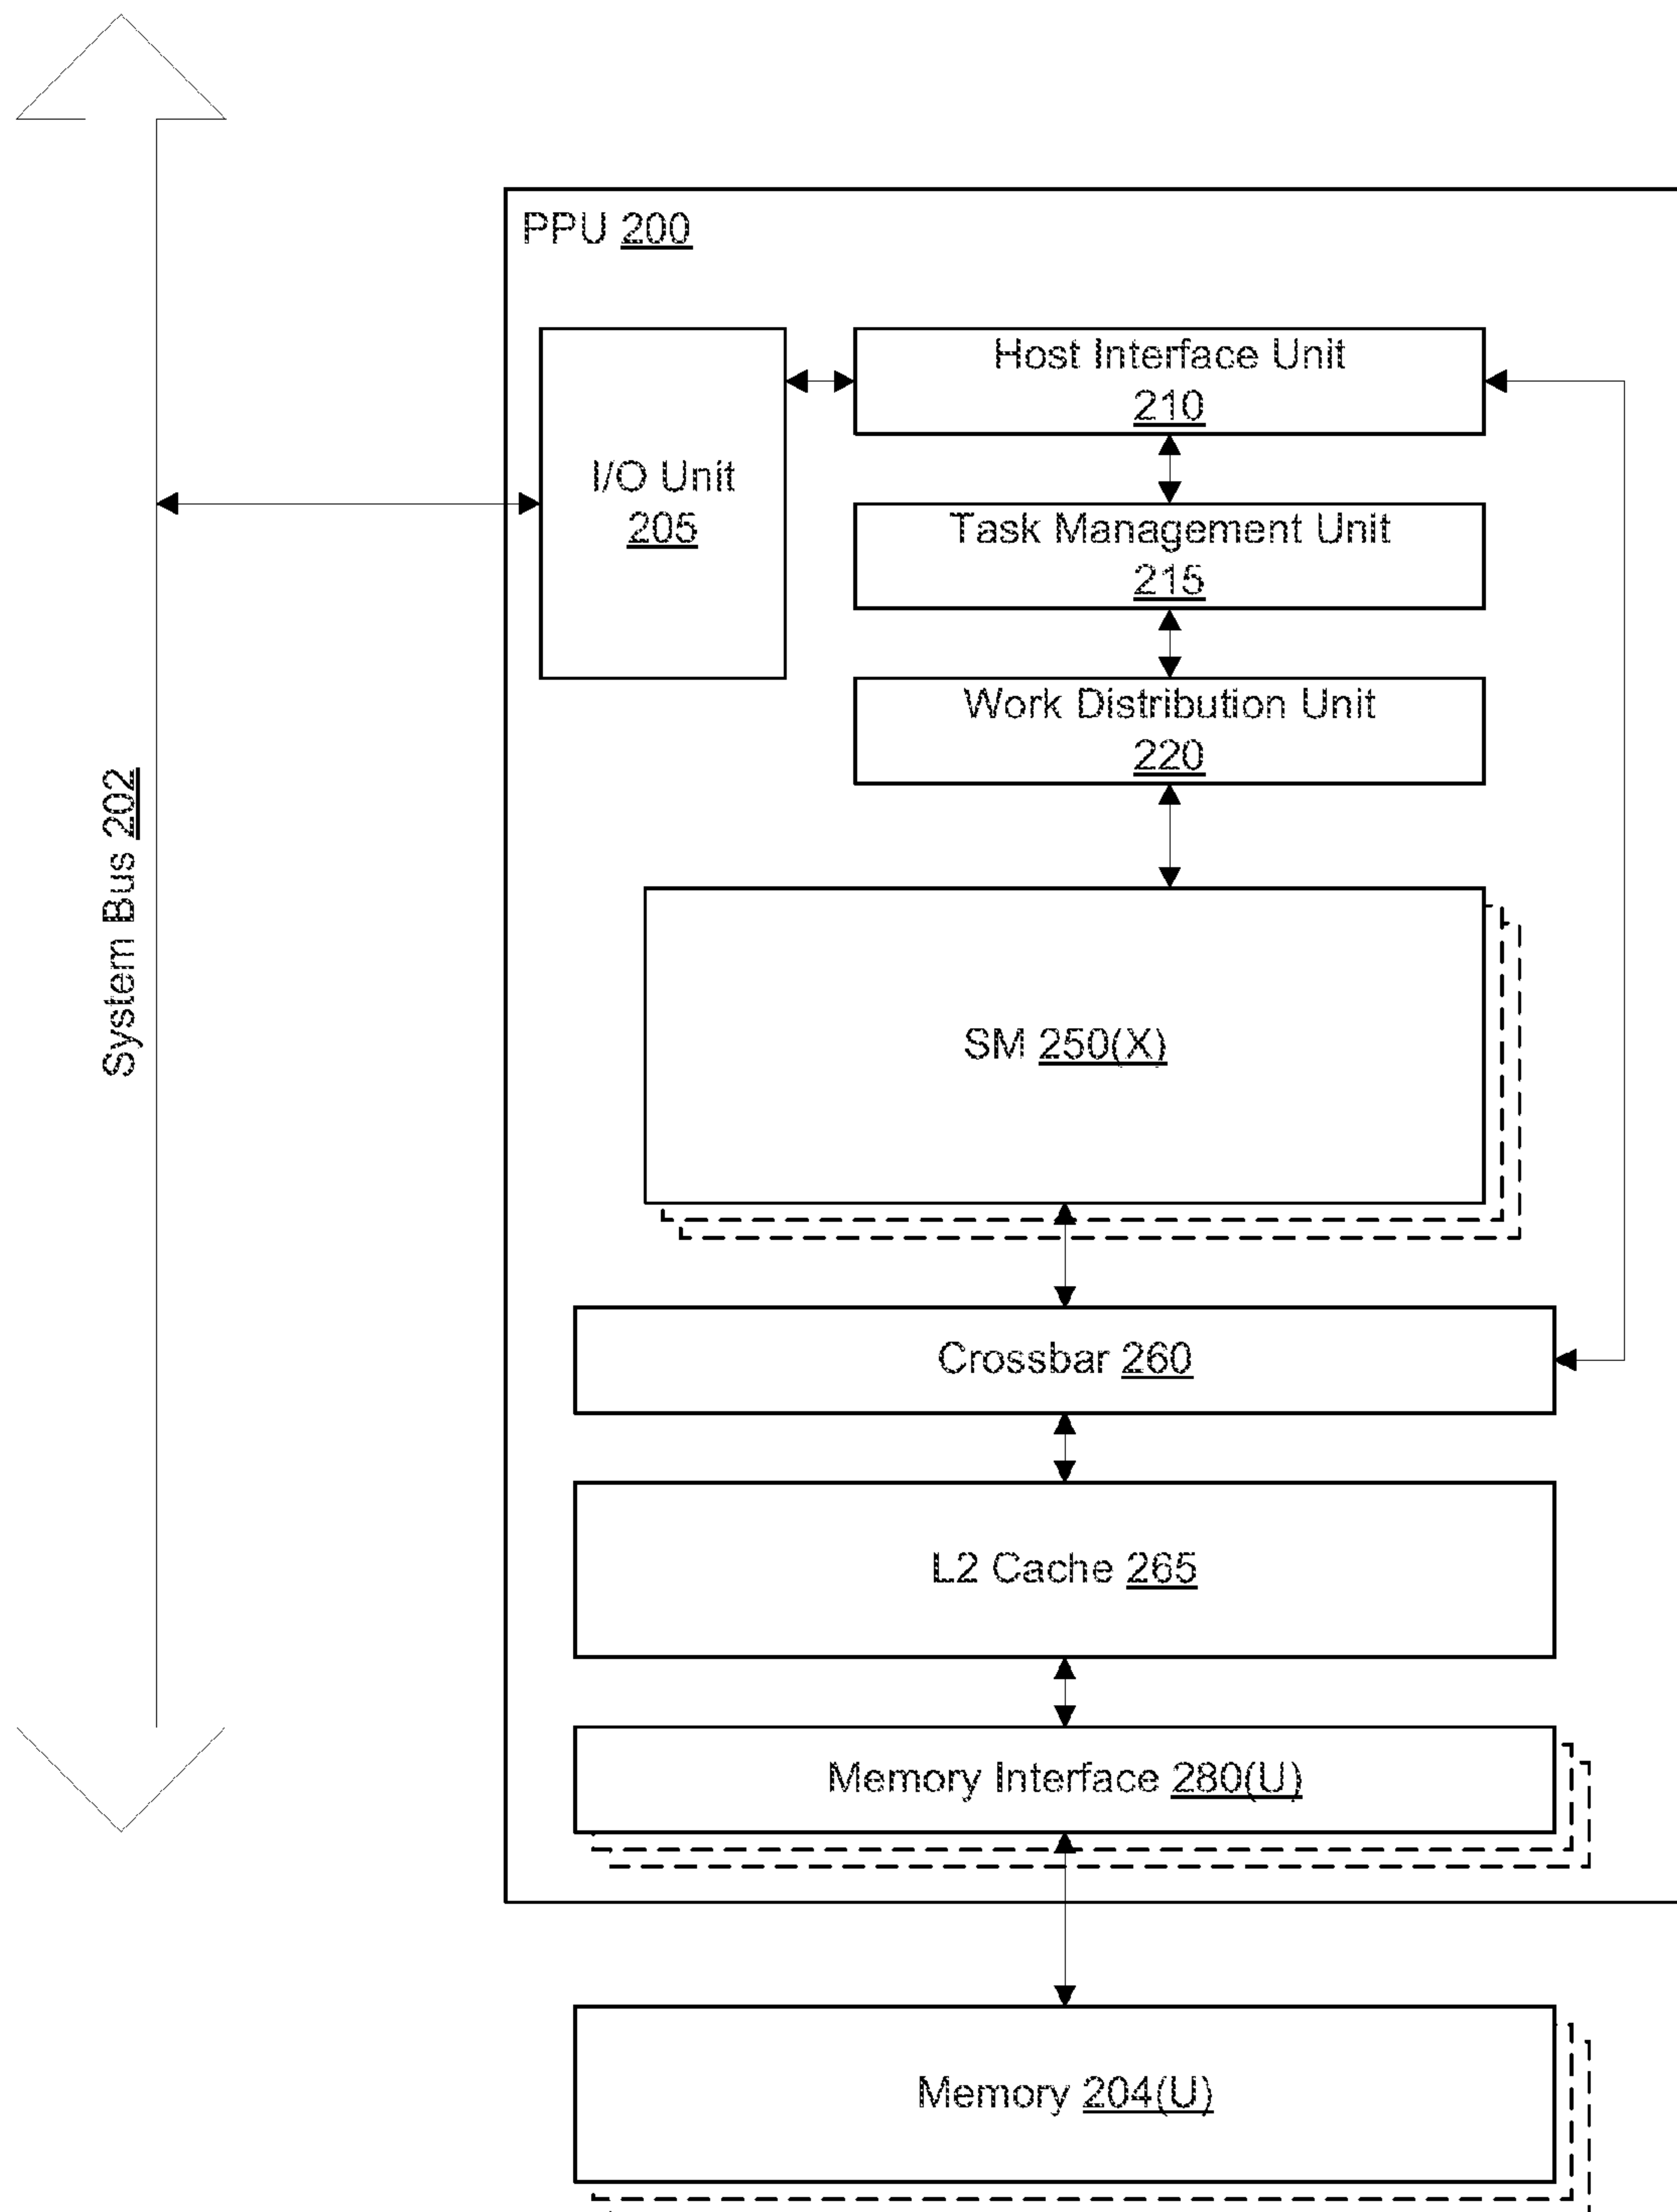 PPU 200
Host Interface Unit
210
I/O Unit
205
Task Management Unit
215
Work Distribution Unit
220
System Bus 202
SM 250(X)
Crossbar 260
L2 Cache 265
Memory Interface 280(U)
Memory 204(U)